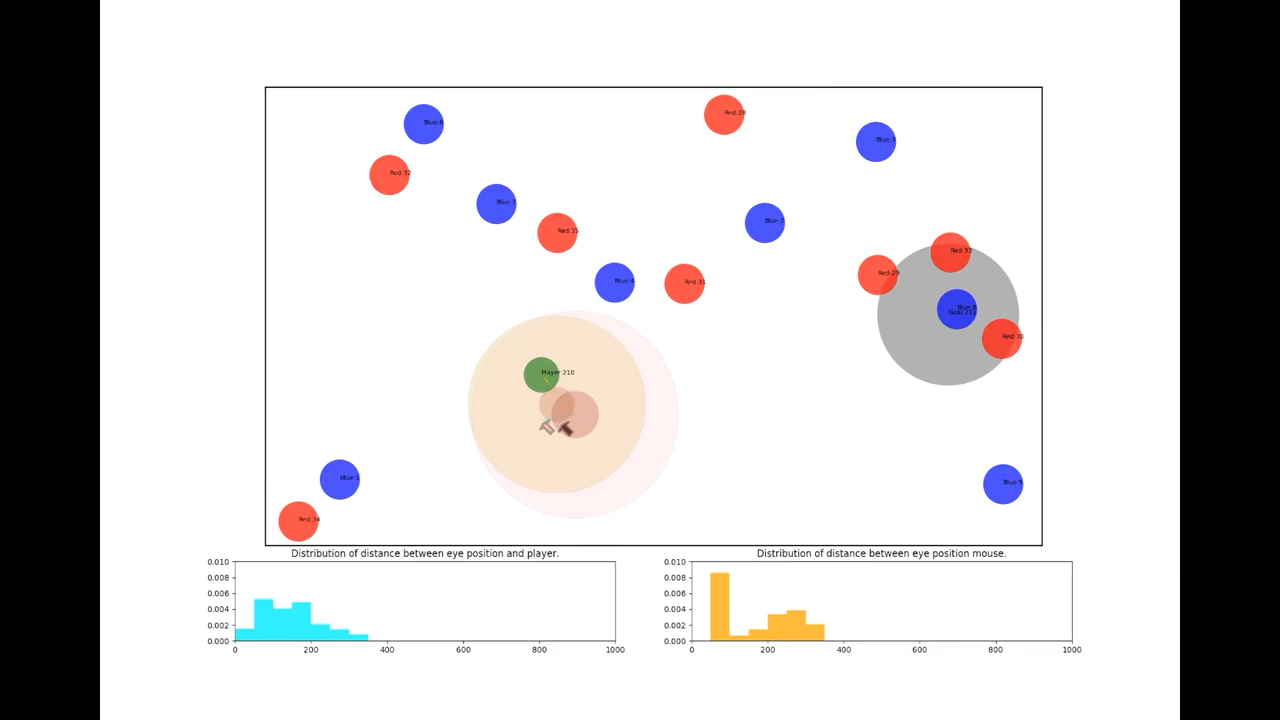 Red:28
Blue:6
Blue:3
Red:32
Blue:7
Blue:2
Red:35
Red:33
Red:29
Blue:4
Red:31
Goal:211
Red:30
Player:210
Blue:1
Blue:5
Red:34
Distribution of distance between eye position and player.
Distribution of distance between eye position mouse.
0.010
0.008
0.006
0.004
0.002
0.000
0 200 400 600 800 1000
0.010
0.008
0.006
0.004
0.002
0.000
0 200 400 600 800 1000